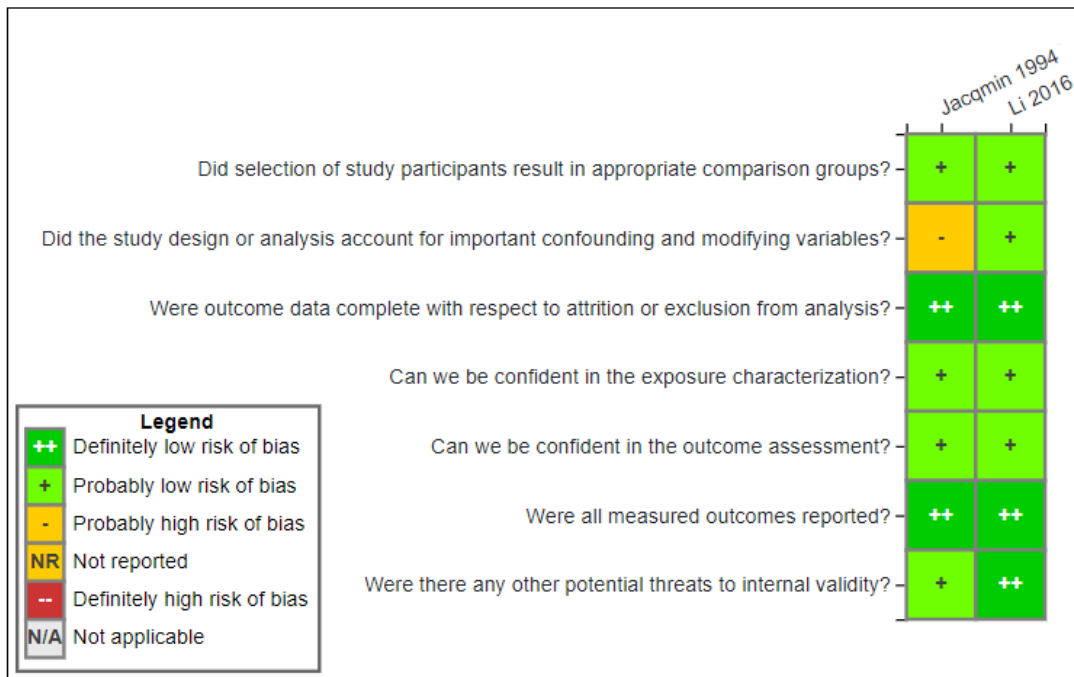 Jacqmin 1994
Li 2016
Did selection of study participants result in appropriate comparison groups? + +
Did the study design or analysis account for important confounding and modifying variables? - +
Were outcome data complete with respect to attrition or exclusion from analysis? ++ ++
Can we be confident in the exposure characterization? + +
Can we be confident in the outcome assessment? + +
Were all measured outcomes reported? ++ ++
Were there any other potential threats to internal validity? + ++
Legend
++ Definitely low risk of bias
+ Probably low risk of bias
- Probably high risk of bias
NR Not reported
-- Definitely high risk of bias
N/A Not applicable